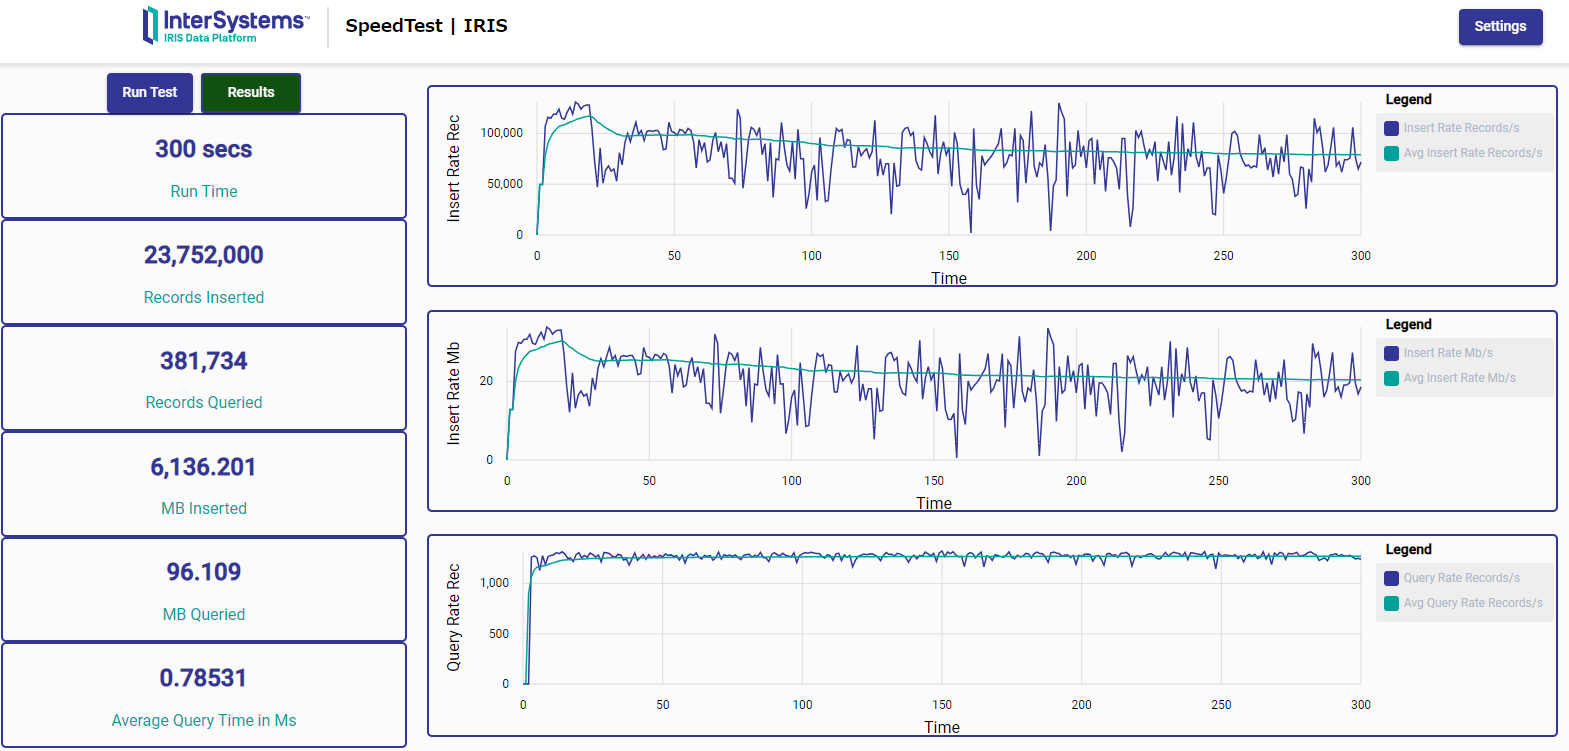 InterSystems™
IRIS Data Platform
SpeedTest | IRIS
Settings
Run Test
Results
300 secs
Run Time
23,752,000
Records Inserted
381,734
Records Queried
6,136.201
MB Inserted
96.109
MB Queried
0.78531
Average Query Time in Ms
Insert Rate Rec
100,000
50,000
0
0 50 100 150 200 250 300
Time
Legend
Insert Rate Records/s
Avg Insert Rate Records/s
Insert Rate Mb
20
0
0 50 100 150 200 250 300
Time
Legend
Insert Rate Mb/s
Avg Insert Rate Mb/s
Query Rate Rec
1,000
500
0
0 50 100 150 200 250 300
Time
Legend
Query Rate Records/s
Avg Query Rate Records/s